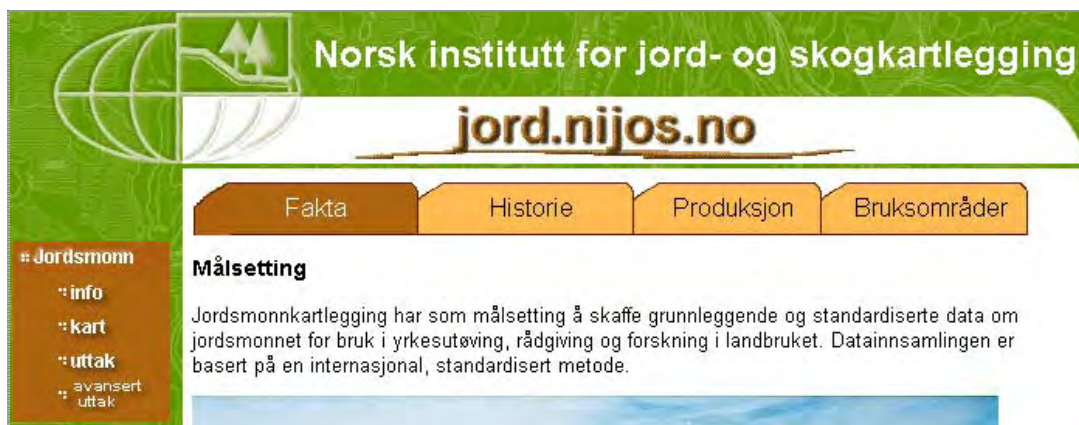 Norsk institutt for jord- og skogkartlegging
jord.nijos.no
Fakta
Historie
Produksjon
Bruksområder
Jordsmonn
info
kart
uttak
avansert
uttak
Målsetting
Jordsmonnkartlegging har som målsetting å skaffe grunnleggende og standardiserte data om
jordsmonnet for bruk i yrkesutøving, rådgiving og forskning i landbruket. Datainnsamlingen er
basert på en internasjonal, standardisert metode.